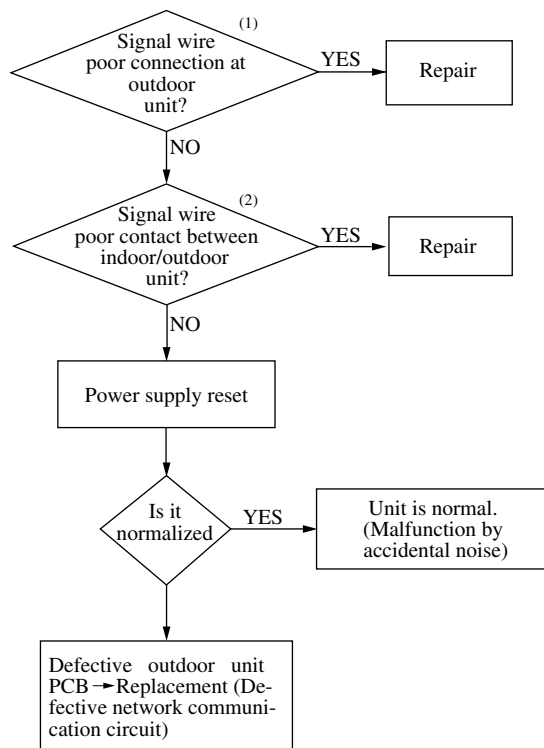 (1)
Signal wire
poor connection at
outdoor
unit?
YES
Repair
NO
(2)
Signal wire
poor contact between
indoor/outdoor
unit?
YES
Repair
NO
Power supply reset
Is it
normalized
YES
Unit is normal.
(Malfunction by
accidental noise)
Defective outdoor unit
PCB → Replacement (De-
fective network communi-
cation circuit)